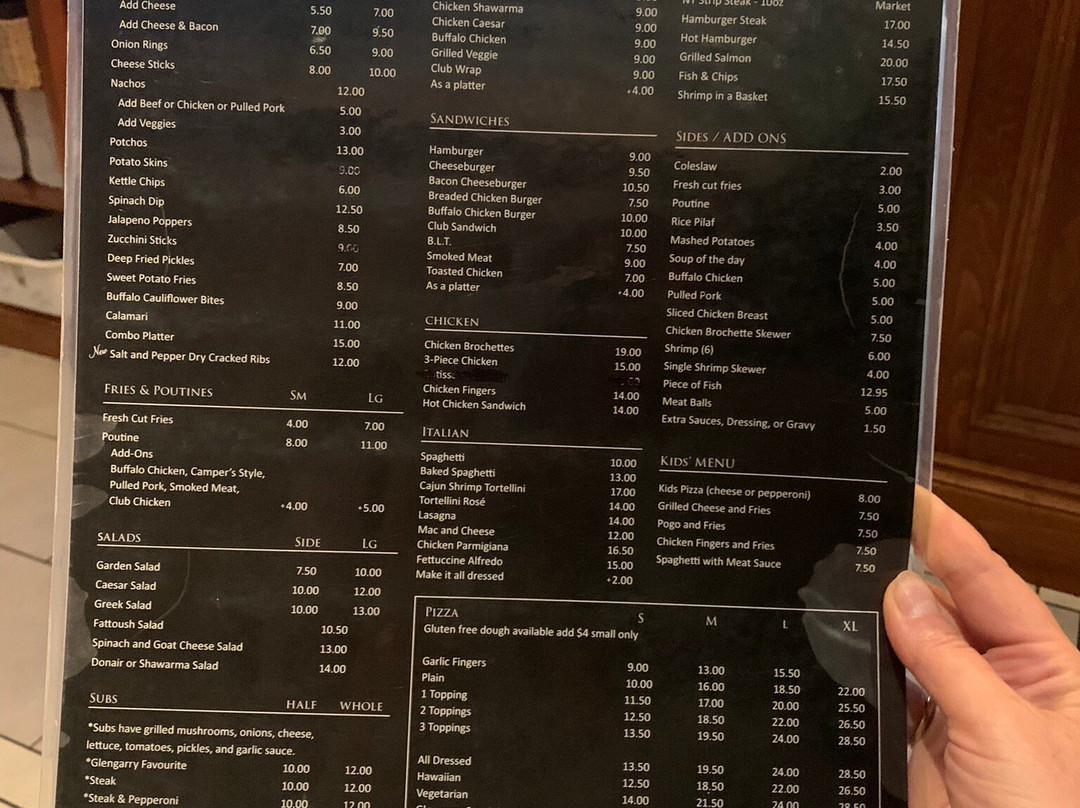 Add Cheese 5.50 7.00
Add Cheese & Bacon 7.00 9.50
Onion Rings 6.50 9.00
Cheese Sticks 8.00 10.00
Nachos 12.00
Add Beef or Chicken or Pulled Pork 5.00
Add Veggies 3.00
Potchos 13.00
Potato Skins 9.00
Kettle Chips 6.00
Spinach Dip 12.50
Jalapeno Poppers 8.50
Zucchini Sticks
Deep Fried Pickles 7.00
Sweet Potato Fries 8.50
Buffalo Cauliflower Bites 9.00
Calamari 11.00
Combo Platter 15.00
New Salt and Pepper Dry Cracked Ribs 12.00
FRIES & POUTINES SM LG
Fresh Cut Fries 4.00 7.00
Poutine 8.00 11.00
Add-Ons
Buffalo Chicken, Camper's Style,
Pulled Pork, Smoked Meat,
Club Chicken +4.00 +5.00
SALADS SIDE LG
Garden Salad 7.50 10.00
Caesar Salad 10.00 12.00
Greek Salad 10.00 13.00
Fattoush Salad 10.50
Spinach and Goat Cheese Salad 13.00
Donair or Shawarma Salad 14.00
SUBS HALF WHOLE
*Subs have grilled mushrooms, onions, cheese,
lettuce, tomatoes, pickles, and garlic sauce.
*Glengarry Favourite 10.00 12.00
*Steak 10.00 12.00
*Steak & Pepperoni 10.00 12.00
Chicken Shawarma 9.00
Chicken Caesar 9.00
Buffalo Chicken 9.00
Grilled Veggie 9.00
Club Wrap 9.00
As a platter +4.00
SANDWICHES
Hamburger 9.00
Cheeseburger 9.50
Bacon Cheeseburger 10.50
Breaded Chicken Burger 7.50
Buffalo Chicken Burger 10.00
Club Sandwich 10.00
B.L.T. 7.50
Smoked Meat 9.00
Toasted Chicken 7.00
As a platter +4.00
CHICKEN
Chicken Brochettes 19.00
3-Piece Chicken 15.00
Chicken Fingers 14.00
Hot Chicken Sandwich 14.00
ITALIAN
Spaghetti 10.00
Baked Spaghetti 13.00
Cajun Shrimp Tortellini 17.00
Tortellini Rosé 14.00
Lasagna 14.00
Mac and Cheese 12.00
Chicken Parmigiana 16.50
Fettuccine Alfredo 15.00
Make it all dressed +2.00
NY Strip Steak - 10oz Market
Hamburger Steak 17.00
Hot Hamburger 14.50
Grilled Salmon 20.00
Fish & Chips 17.50
Shrimp in a Basket 15.50
SIDES / ADD ONS
Coleslaw 2.00
Fresh cut fries 3.00
Poutine 5.00
Rice Pilaf 3.50
Mashed Potatoes 4.00
Soup of the day 4.00
Buffalo Chicken 5.00
Pulled Pork 5.00
Sliced Chicken Breast 5.00
Chicken Brochette Skewer 7.50
Shrimp (6) 6.00
Single Shrimp Skewer 4.00
Piece of Fish 12.95
Meat Balls 5.00
Extra Sauces, Dressing, or Gravy 1.50
KIDS' MENU
Kids Pizza (cheese or pepperoni) 8.00
Grilled Cheese and Fries 7.50
Pogo and Fries 7.50
Chicken Fingers and Fries 7.50
Spaghetti with Meat Sauce 7.50
PIZZA S M L XL
Gluten free dough available add $4 small only
Garlic Fingers 9.00 13.00 15.50
Plain 10.00 16.00 18.50 22.00
1 Topping 11.50 17.00 20.00 25.50
2 Toppings 12.50 18.50 22.00 26.50
3 Toppings 13.50 19.50 24.00 28.50
All Dressed 13.50 19.50 24.00 28.50
Hawaiian 12.50 18.50 22.00 26.50
Vegetarian 14.00 21.50 24.00 28.50